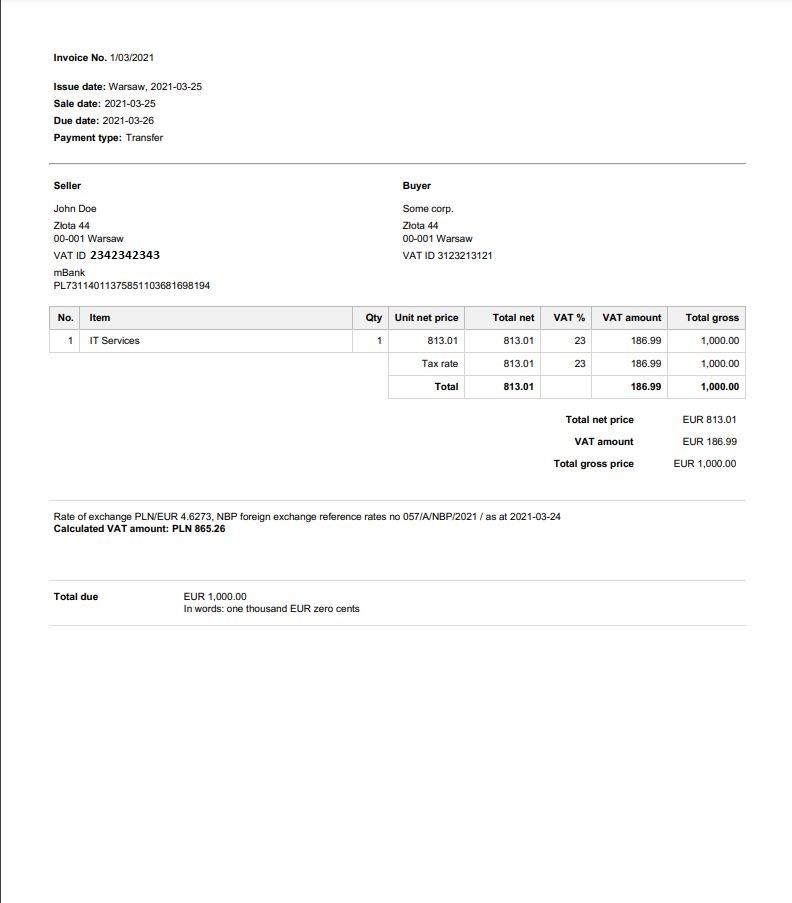 Invoice No. 1/03/2021
Issue date: Warsaw, 2021-03-25
Sale date: 2021-03-25
Due date: 2021-03-26
Payment type: Transfer
Seller Buyer
John Doe Some corp.
Złota 44 Złota 44
00-001 Warsaw 00-001 Warsaw
VAT ID 2342342343 VAT ID 3123213121
mBank
PL73114011375851103681698194
No. Item Qty Unit net price Total net VAT % VAT amount Total gross
1 IT Services 1 813.01 813.01 23 186.99 1,000.00
Tax rate 813.01 23 186.99 1,000.00
Total 813.01 186.99 1,000.00
Total net price EUR 813.01
VAT amount EUR 186.99
Total gross price EUR 1,000.00
Rate of exchange PLN/EUR 4.6273, NBP foreign exchange reference rates no 057/A/NBP/2021 / as at 2021-03-24
Calculated VAT amount: PLN 865.26
Total due EUR 1,000.00
In words: one thousand EUR zero cents